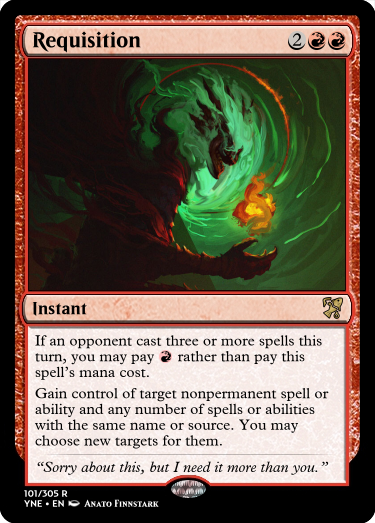 Requisition 2
Instant
If an opponent cast three or more spells this
turn, you may pay rather than pay this
spell's mana cost.
Gain control of target nonpermanent spell or
ability and any number of spells or abilities
with the same name or source. You may
choose new targets for them.
“Sorry about this, but I need it more than you.”
101/305 R
YNE • EN Anato Finnstark